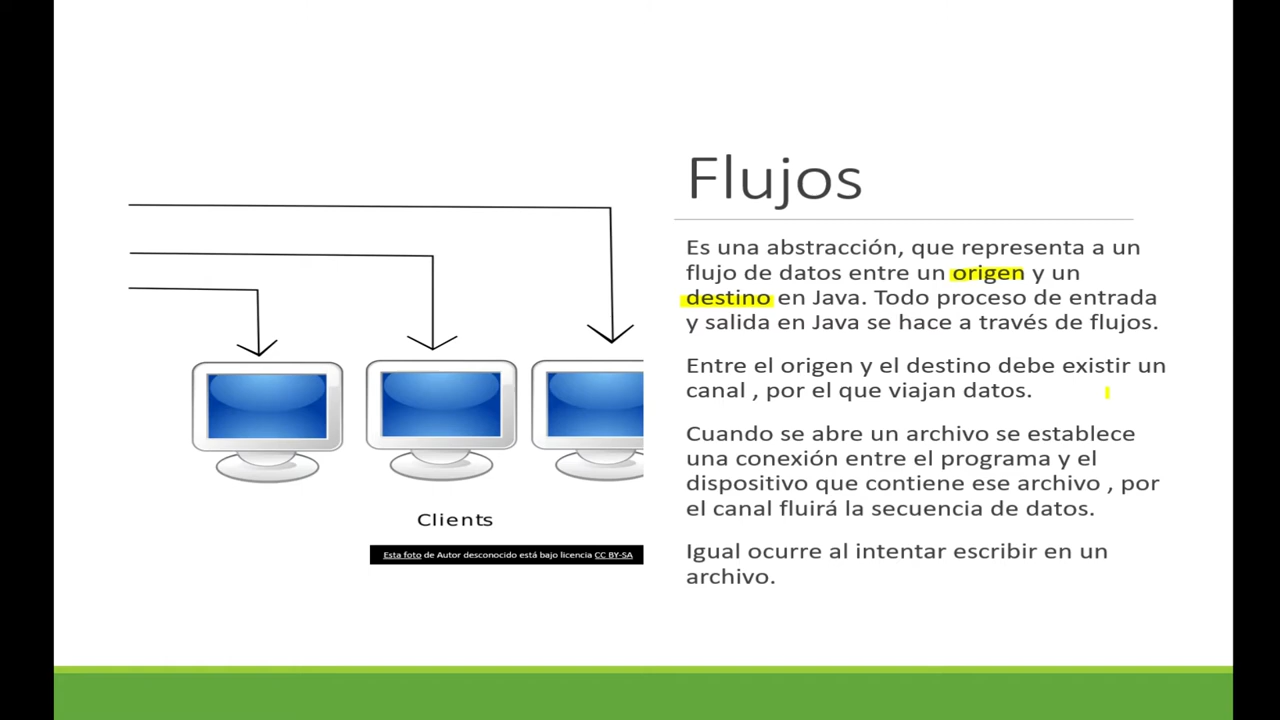 Flujos
Es una abstracción, que representa a un
flujo de datos entre un origen y un
destino en Java. Todo proceso de entrada
y salida en Java se hace a través de flujos.
Entre el origen y el destino debe existir un
canal , por el que viajan datos.
Cuando se abre un archivo se establece
una conexión entre el programa y el
dispositivo que contiene ese archivo , por
el canal fluirá la secuencia de datos.
Igual ocurre al intentar escribir en un
archivo.
Clients
Esta foto de Autor desconocido está bajo licencia CC BY-SA